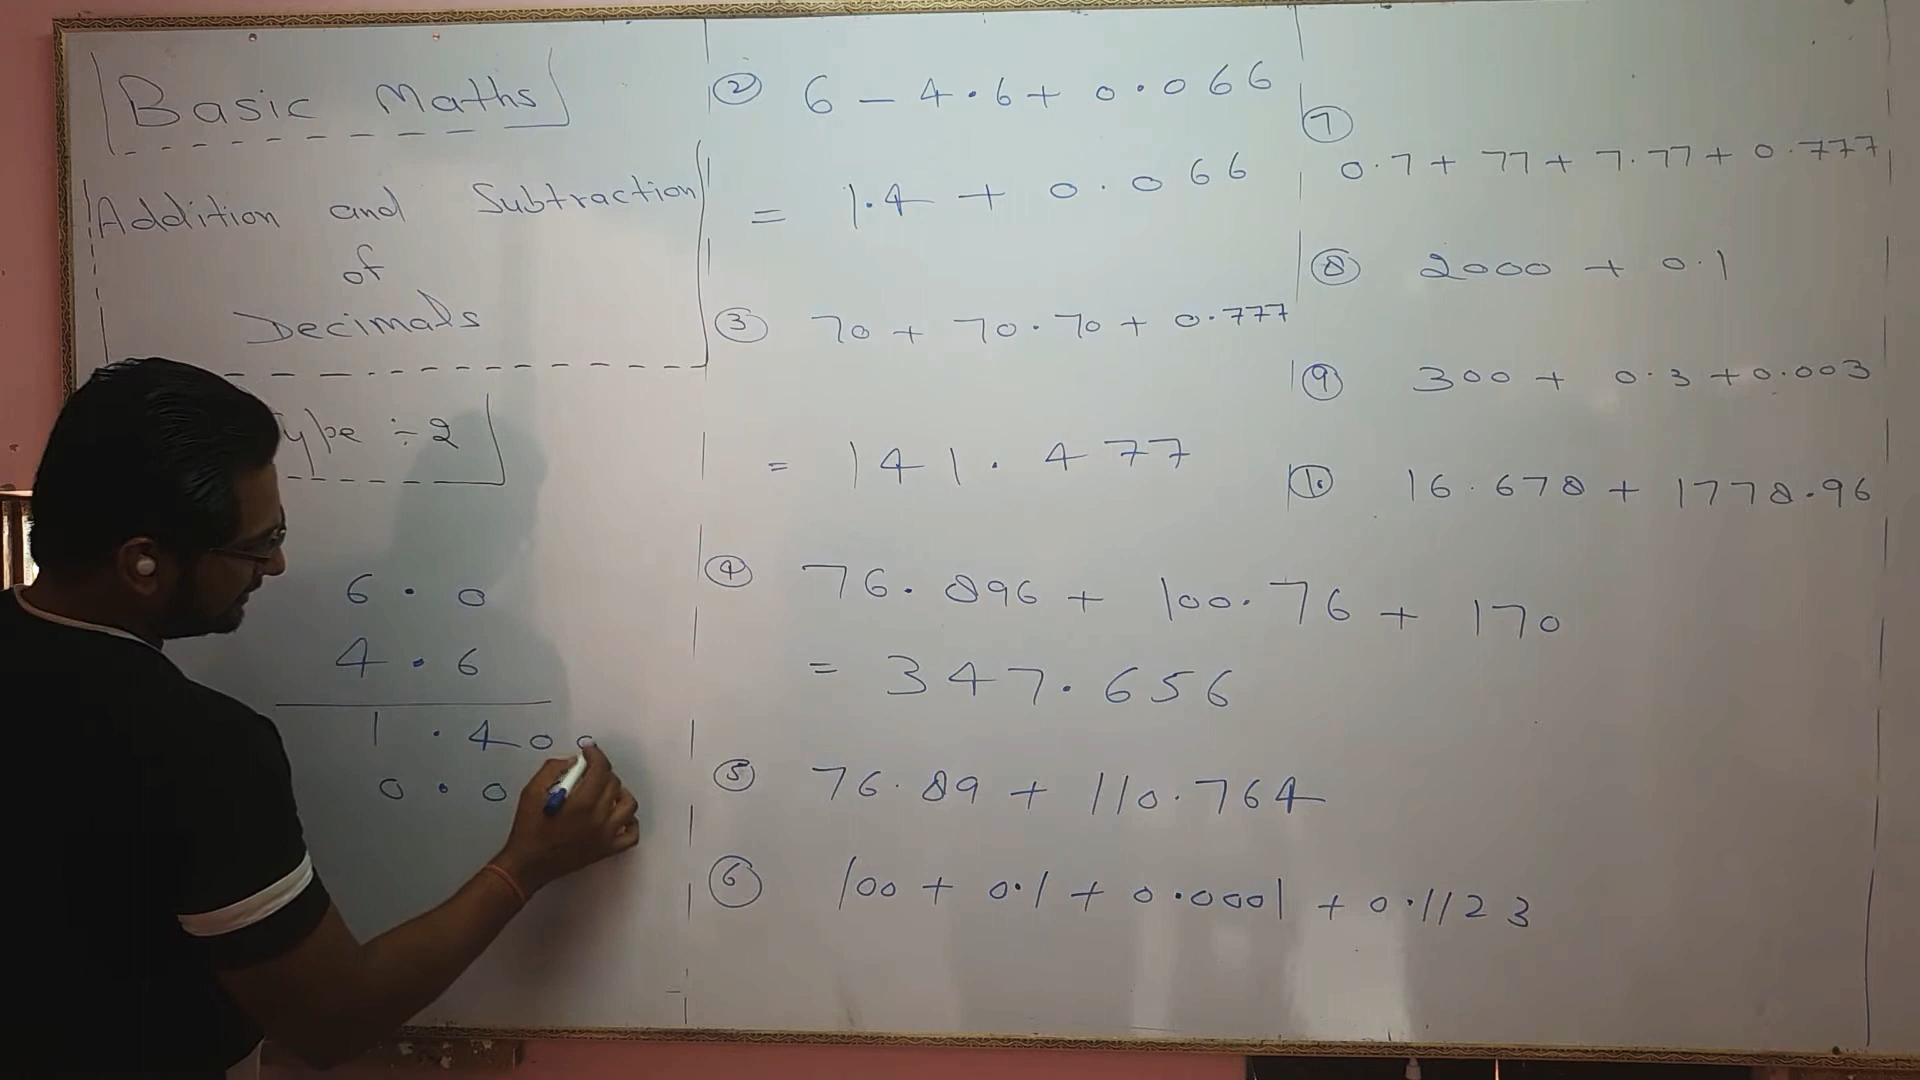 Basic Maths
Addition and Subtraction
of
Decimals
ype ÷ 2
6.0
4.6
1.400
0.0
② 6 - 4.6 + 0.066
= 1.4 + 0.066
③ 70 + 70.70 + 0.777
= 141.477
④ 76.896 + 100.76 + 170
= 347.656
⑤ 76.89 + 110.764
⑥ 100 + 0.1 + 0.0001 + 0.1123
⑦
0.7 + 77 + 7.77 + 0.777
⑧ 2000 + 0.1
⑨ 300 + 0.3 + 0.003
⑩ 16.678 + 1778.96